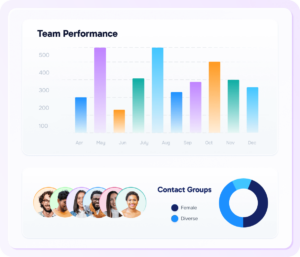 Team Performance
500
400
300
200
100
Apr May Jun July Aug Sep Oct Nov Dec
Contact Groups
Female
Diverse